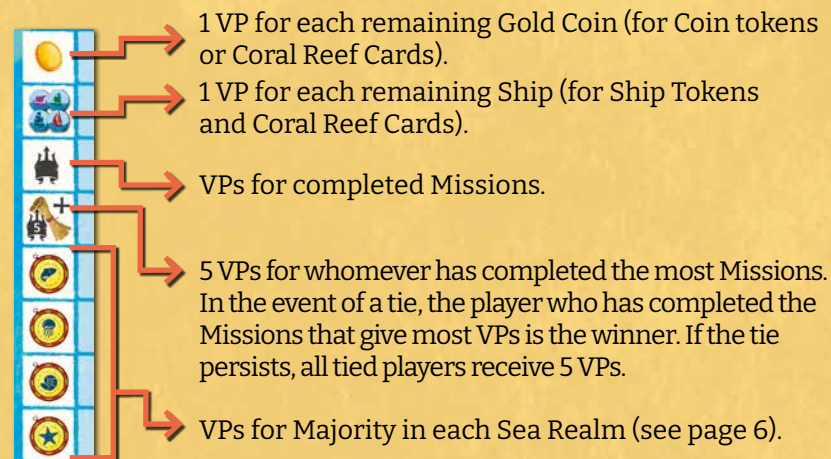 1 VP for each remaining Gold Coin (for Coin tokens
or Coral Reef Cards).
1 VP for each remaining Ship (for Ship Tokens
and Coral Reef Cards).
VPs for completed Missions.
5
+
5 VPs for whomever has completed the most Missions.
In the event of a tie, the player who has completed the
Missions that give most VPs is the winner. If the tie
persists, all tied players receive 5 VPs.
VPs for Majority in each Sea Realm (see page 6).